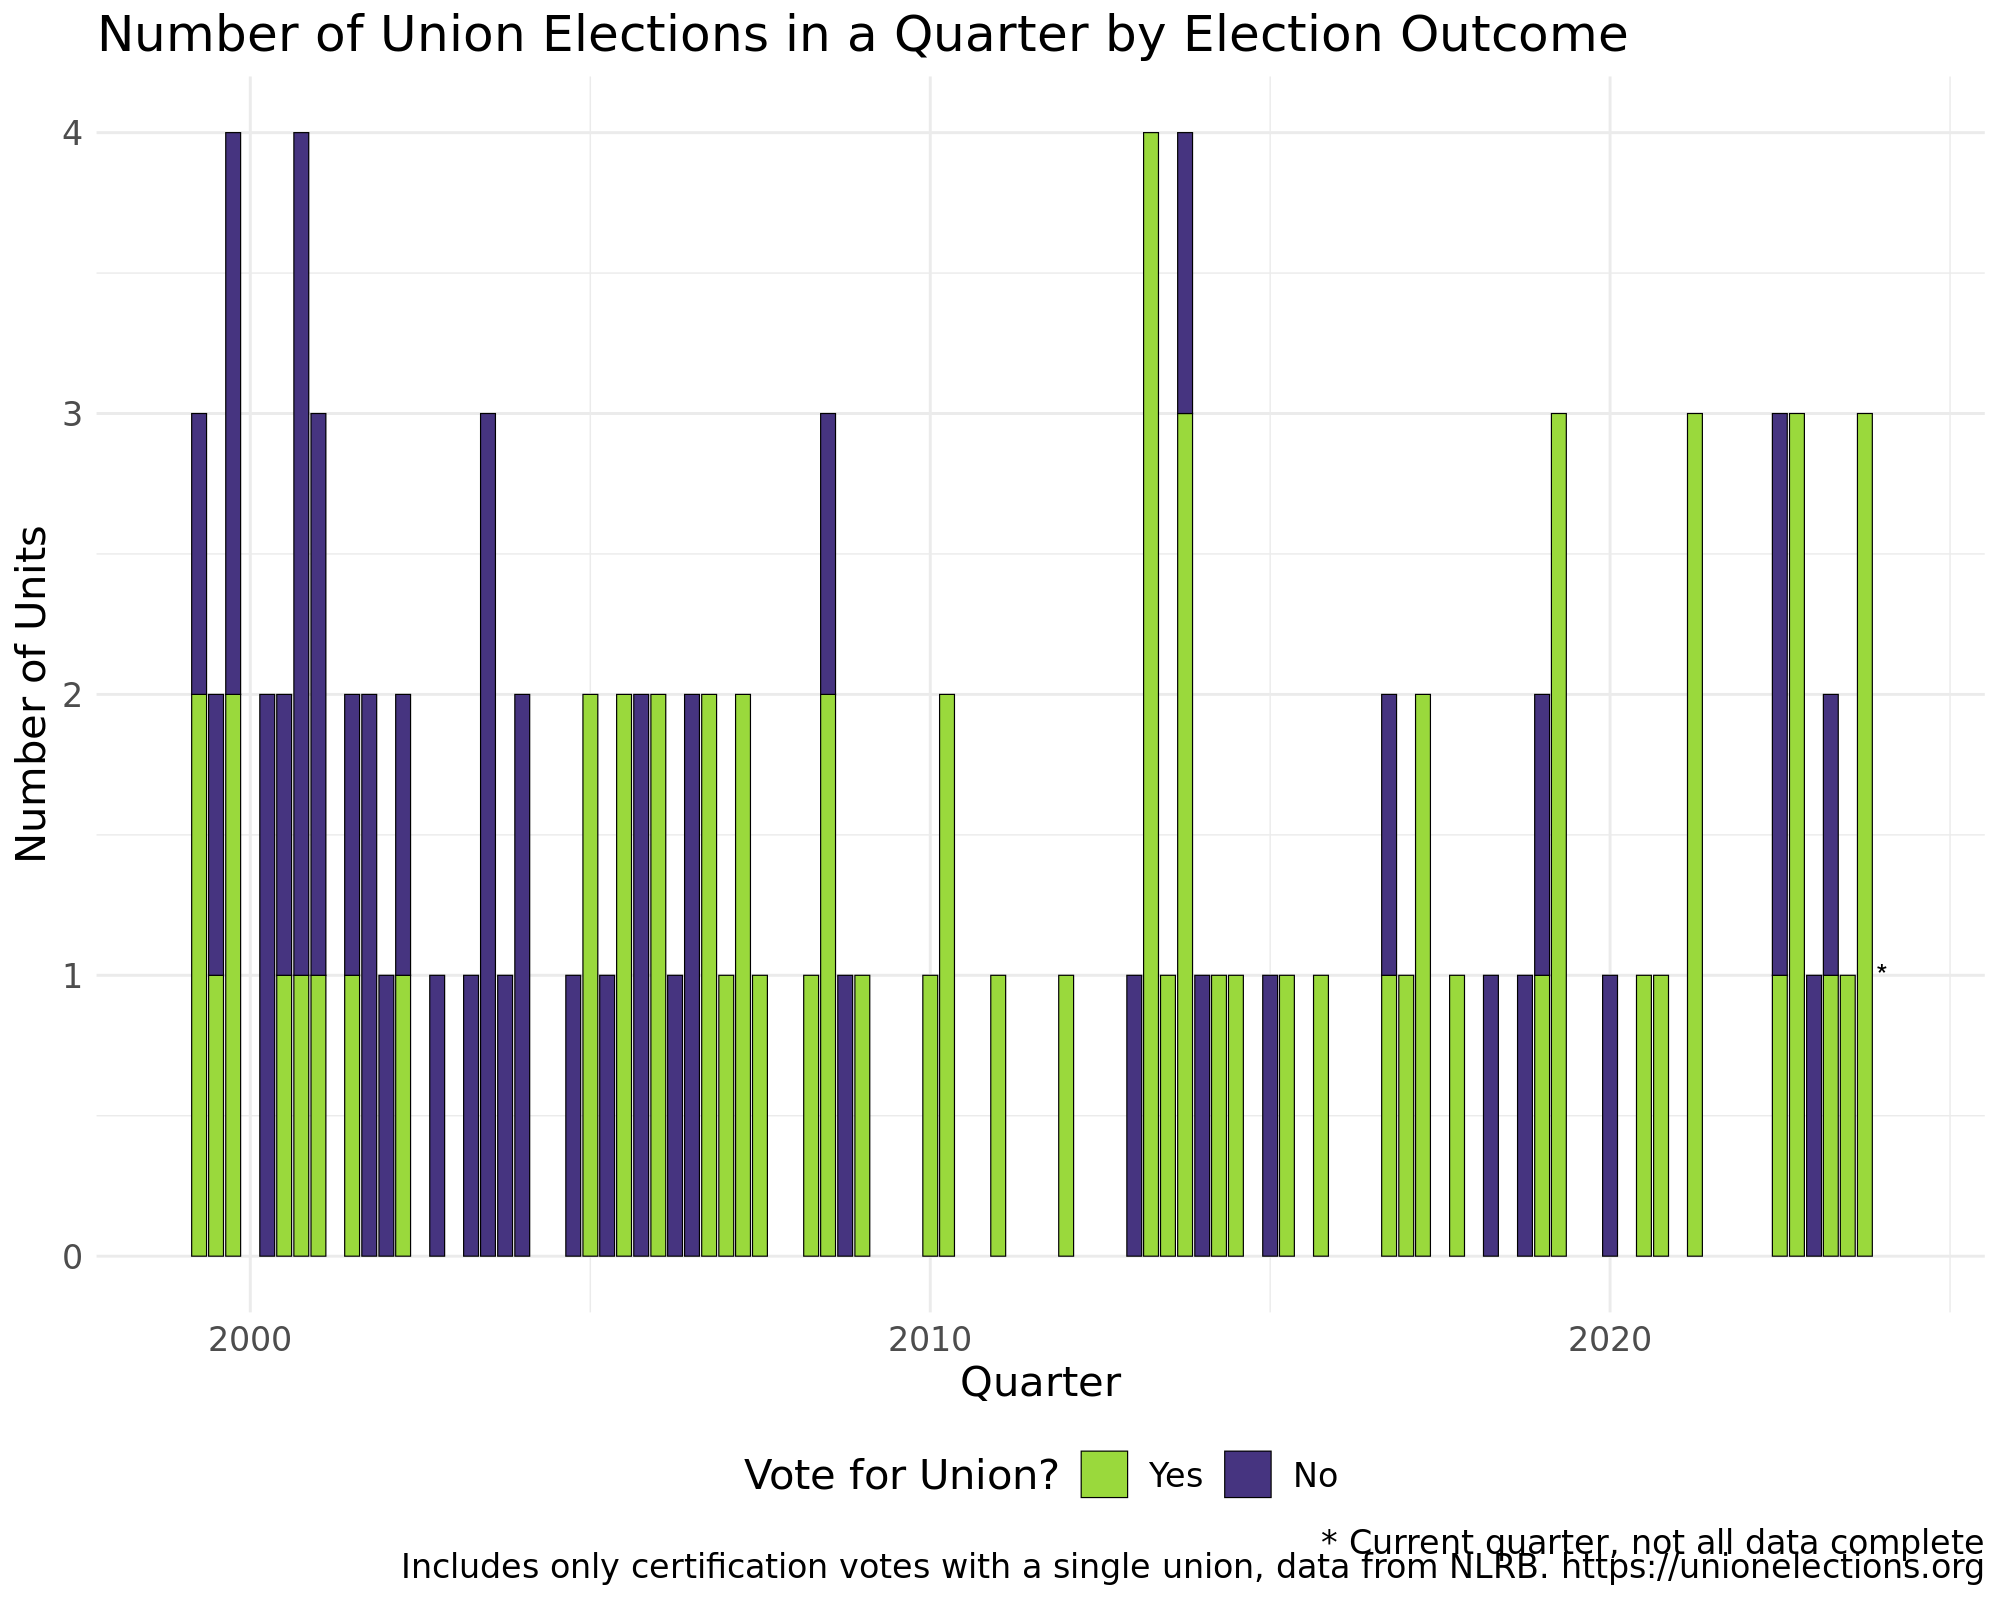 Number of Union Elections in a Quarter by Election Outcome
Number of Units
4
3
2
1
0
*
2000 2010 2020
Quarter
Vote for Union? Yes No
* Current quarter, not all data complete
Includes only certification votes with a single union, data from NLRB. https://unionelections.org